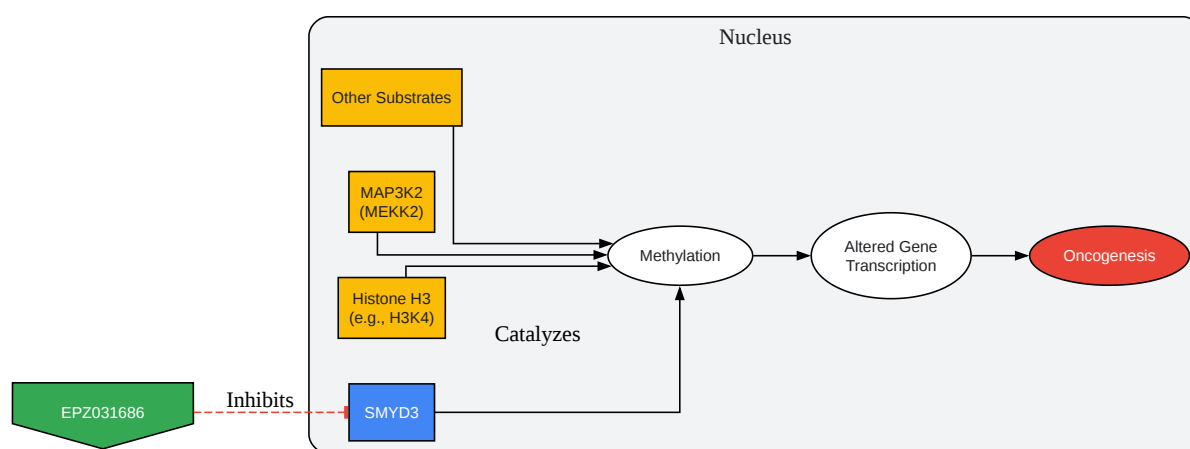 Nucleus
Other Substrates
MAP3K2
(MEKK2)
Methylation
Altered Gene
Transcription
Oncogenesis
Histone H3
(e.g., H3K4)
Catalyzes
EPZ031686
Inhibits
SMYD3